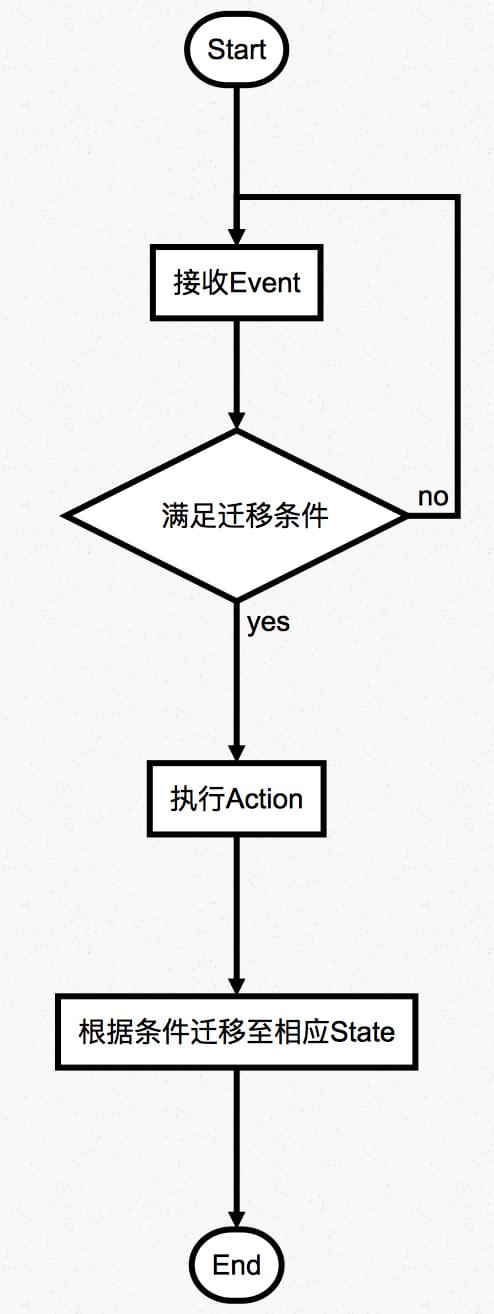 Start
接收Event
满足迁移条件
no
yes
执行Action
根据条件迁移至相应State
End